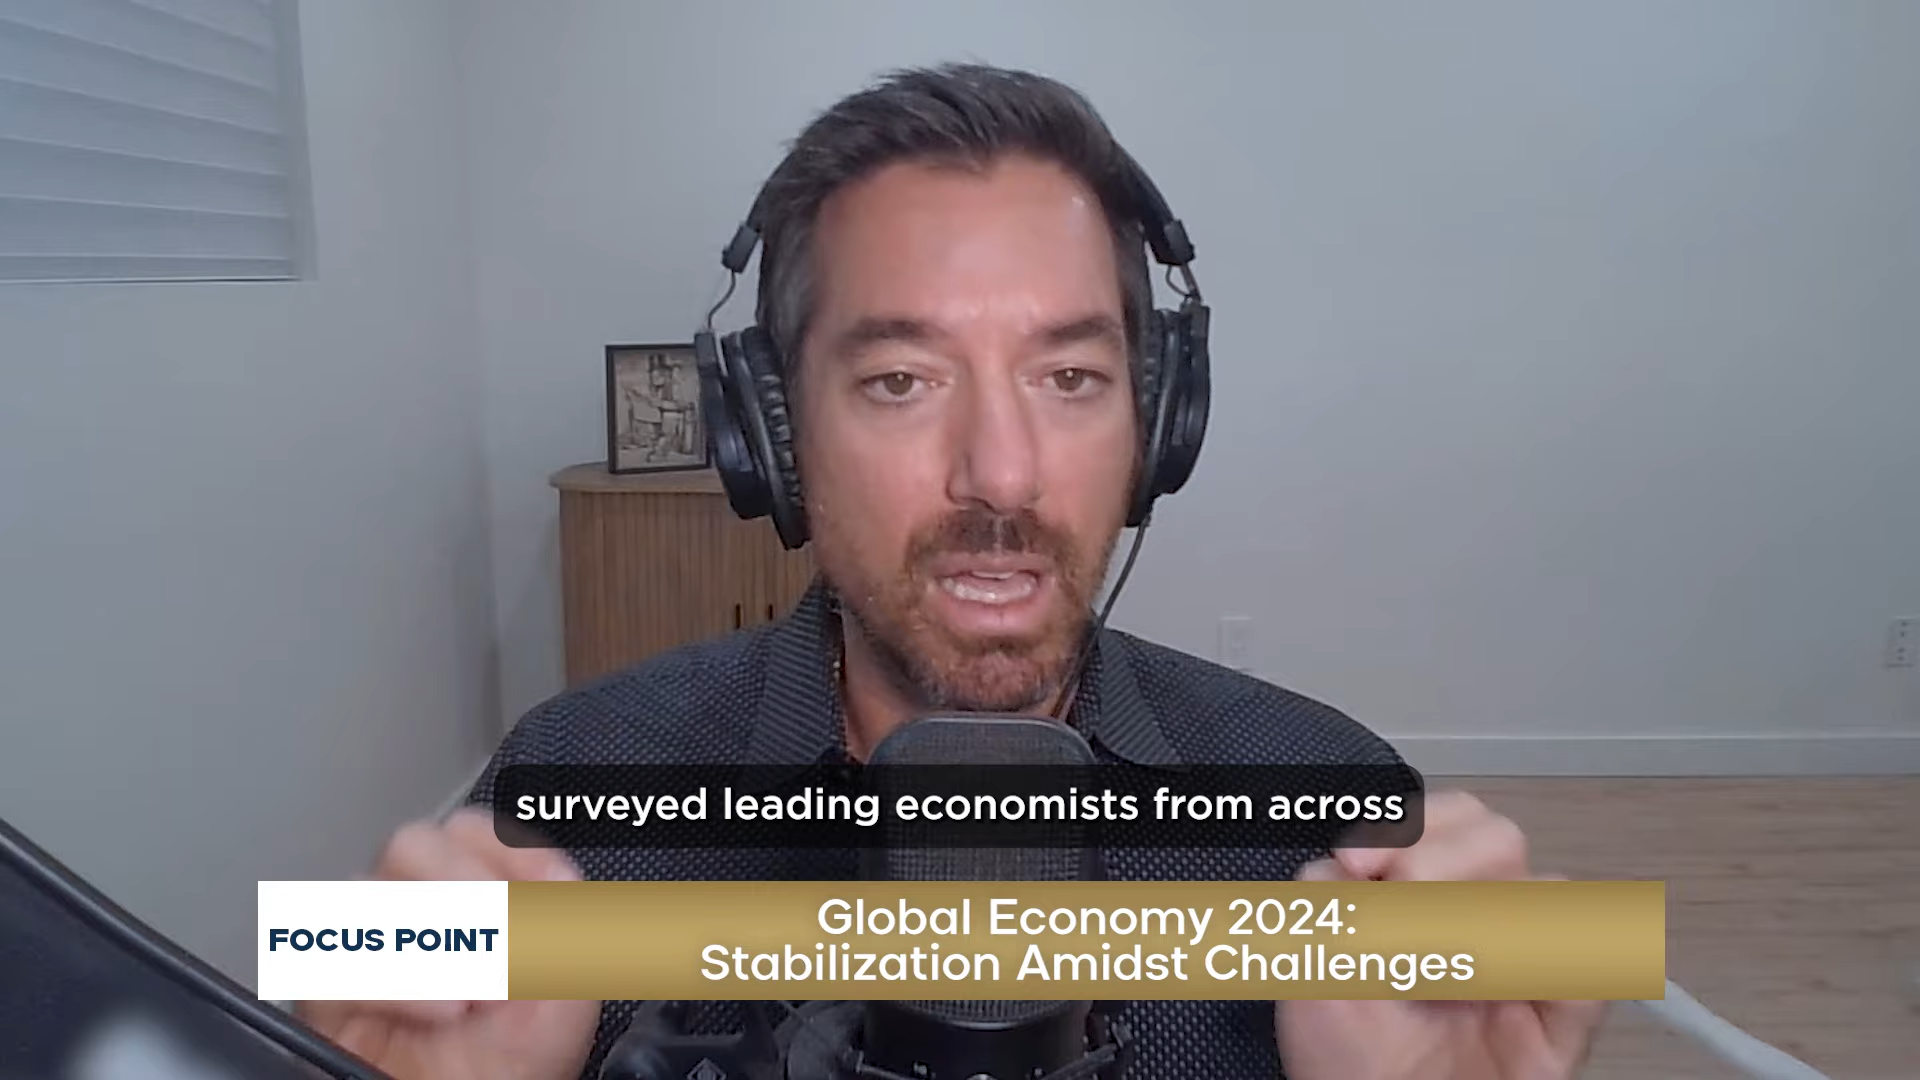 surveyed leading economists from across
FOCUS POINT
Global Economy 2024:
Stabilization Amidst Challenges